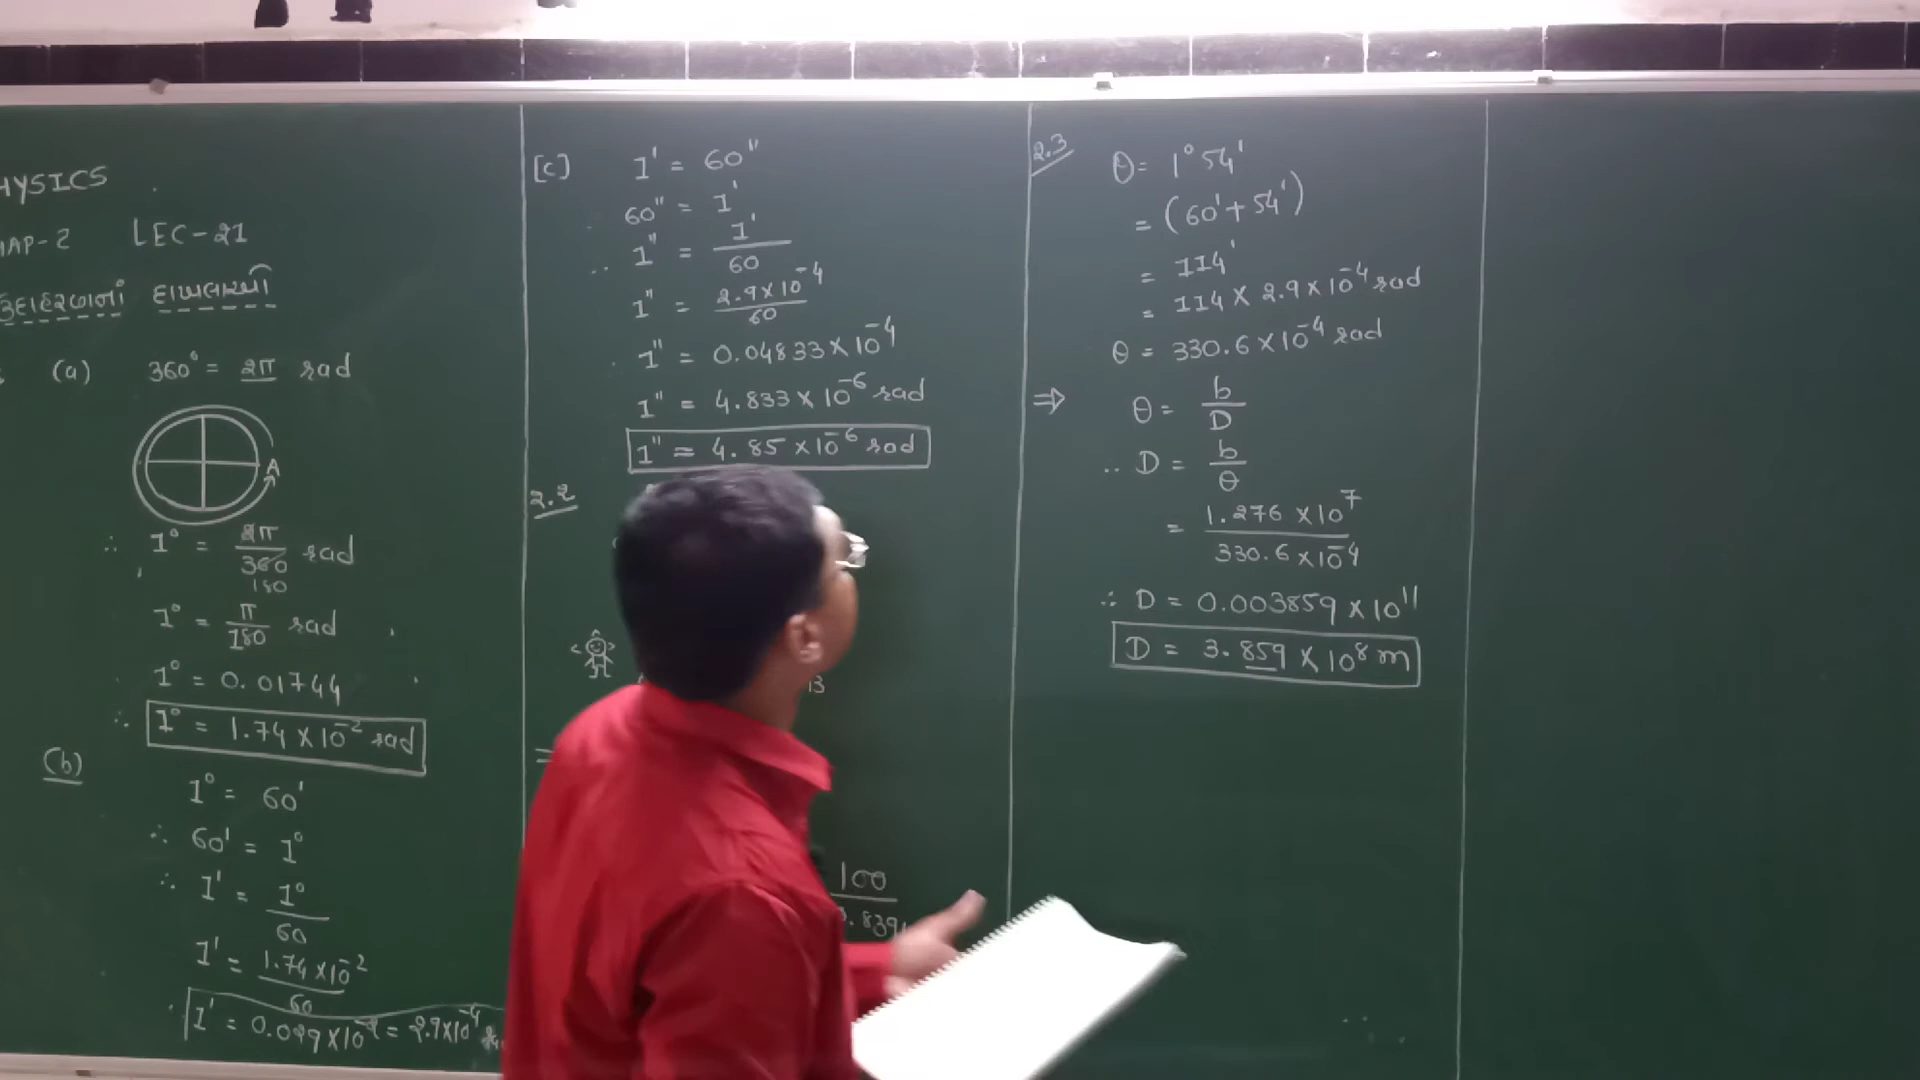 HYSICS
AP-2 LEC-21
ઉદાહરણનાં દાખલાઓ
(a) 360° = 2π rad
A
∴ 1° = 2π/360 rad
180
1° = π/180 rad
1° = 0.01744
∴ 1° = 1.74 × 10⁻² rad
(b)
1° = 60'
∴ 60' = 1°
∴ 1' = 1°/60
1' = 1.74 × 10⁻²/60
1' = 0.029 × 10⁻² = 2.9 × 10⁻⁴
[c] 1' = 60"
60" = 1'
∴ 1" = 1'/60
1" = 2.9 × 10⁻⁴/60
1" = 0.04833 × 10⁻⁴
1" = 4.833 × 10⁻⁶ rad
1" ≈ 4.85 × 10⁻⁶ rad
2.2
13
=
100
.839
2.3 θ = 1° 54'
= (60' + 54')
= 114'
= 114 × 2.9 × 10⁻⁴ rad
θ = 330.6 × 10⁻⁴ rad
⇒ θ = b/D
∴ D = b/θ
= 1.276 × 10⁷/330.6 × 10⁻⁴
∴ D = 0.003859 × 10¹¹
D = 3.859 × 10⁸ m